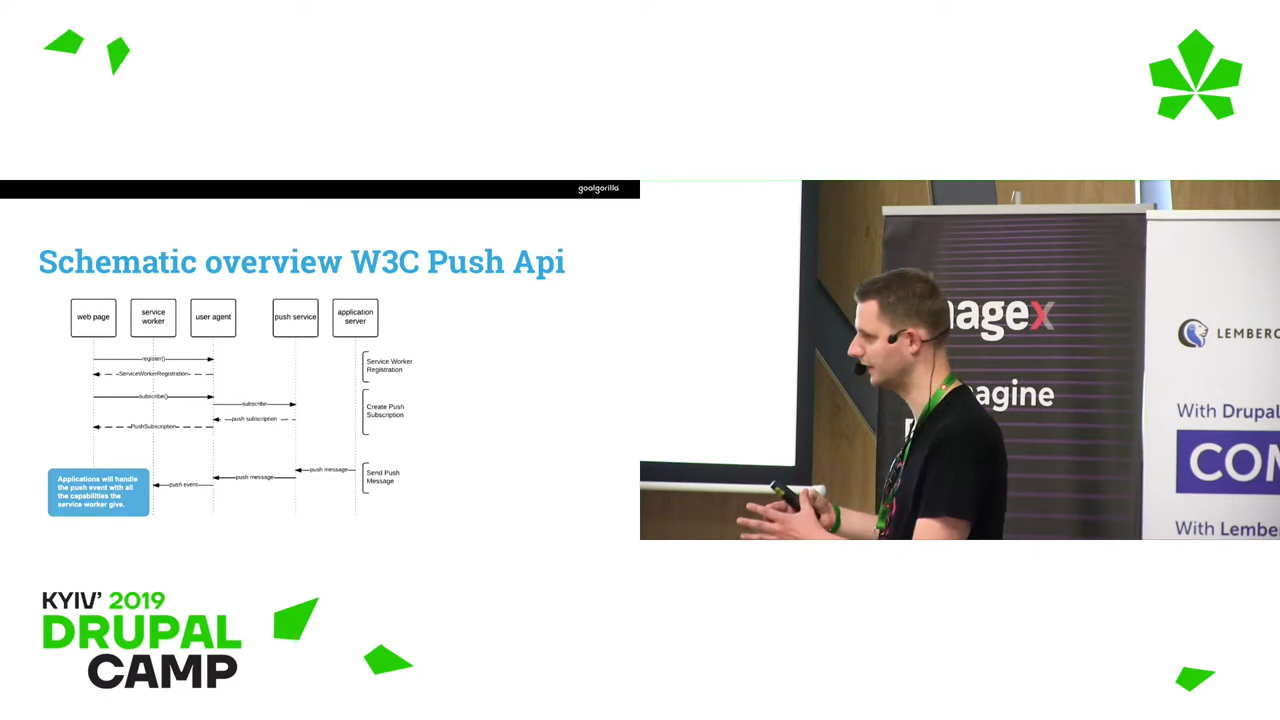 goalgorilla
Schematic overview W3C Push Api
web page
service
worker
user agent
push service
application
server
register()
ServiceWorkerRegistration
Service Worker
Registration
subscribe()
subscribe
push subscription
PushSubscription
Create Push
Subscription
push message
push message
push event
Send Push
Message
Applications will handle
the push event with all
the capabilities the
service worker give.
agex
agine
LEMBERG
With Drupal
COM
With Lembe
KYIV' 2019
DRUPAL
CAMP